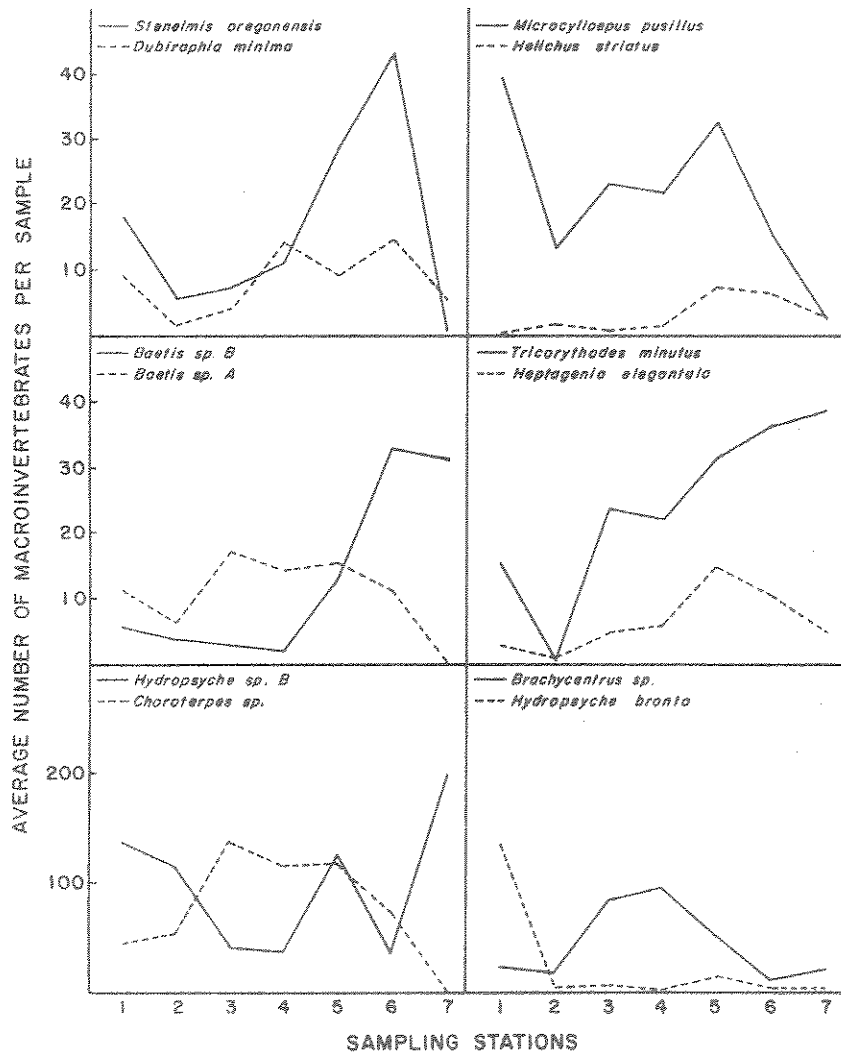 AVERAGE NUMBER OF MACROINVERTEBRATES PER SAMPLE
Stenelmis oregonensis
Dubiraphia minima
40
30
20
10
Microcylloepus pusillus
Helichus striatus
Baetis sp. B
Baetis sp. A
40
30
20
10
Tricorythodes minutus
Heptagenia elegantula
Hydropsyche sp. B
Choroterpes sp.
200
100
Brachycentrus sp.
Hydropsyche bronta
1 2 3 4 5 6 7
1 2 3 4 5 6 7
SAMPLING STATIONS